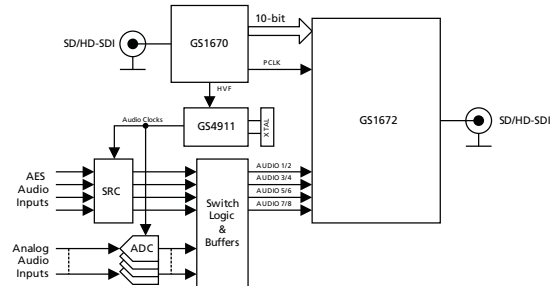 SD/HD-SDI
GS1670
10-bit
PCLK
HVF
GS1672
SD/HD-SDI
Audio Clocks
GS4911
XTAL
AES
Audio
Inputs
SRC
Switch
Logic
&
Buffers
AUDIO 1/2
AUDIO 3/4
AUDIO 5/6
AUDIO 7/8
Analog
Audio
Inputs
ADC